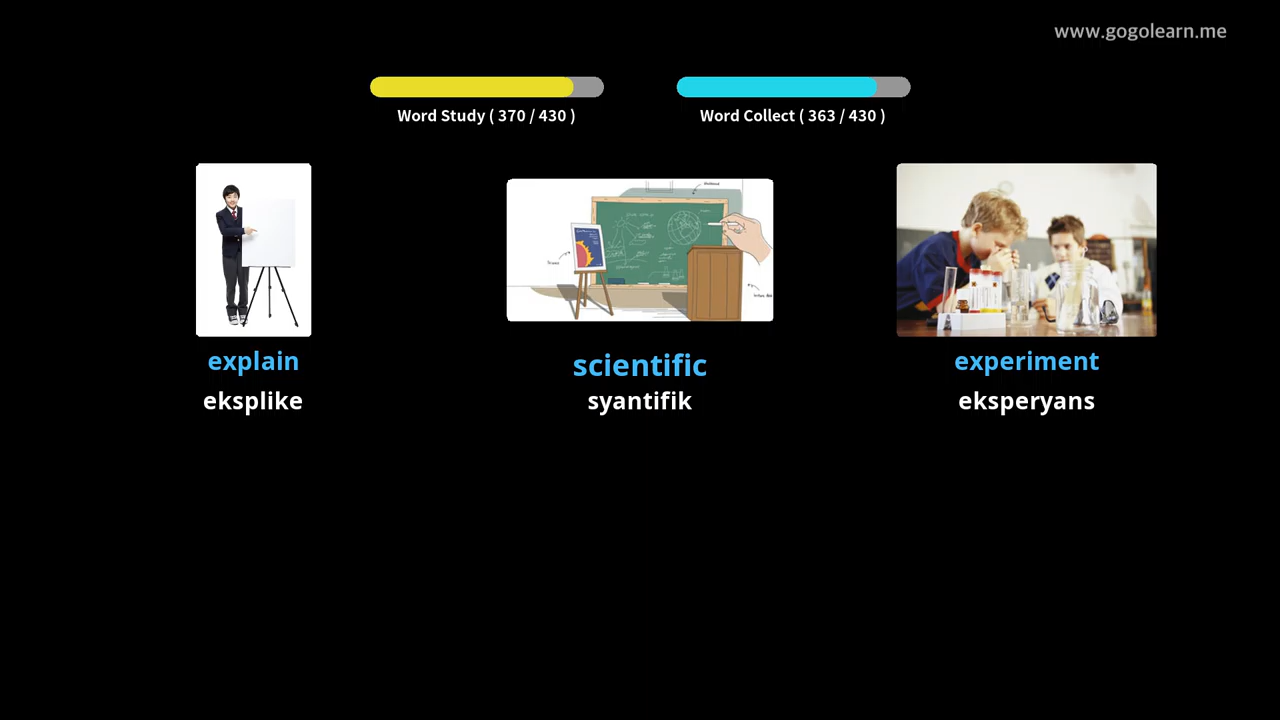 www.gogolearn.me
Word Study ( 370 / 430 )
Word Collect ( 363 / 430 )
explain
scientific
experiment
eksplike
syantifik
eksperyans